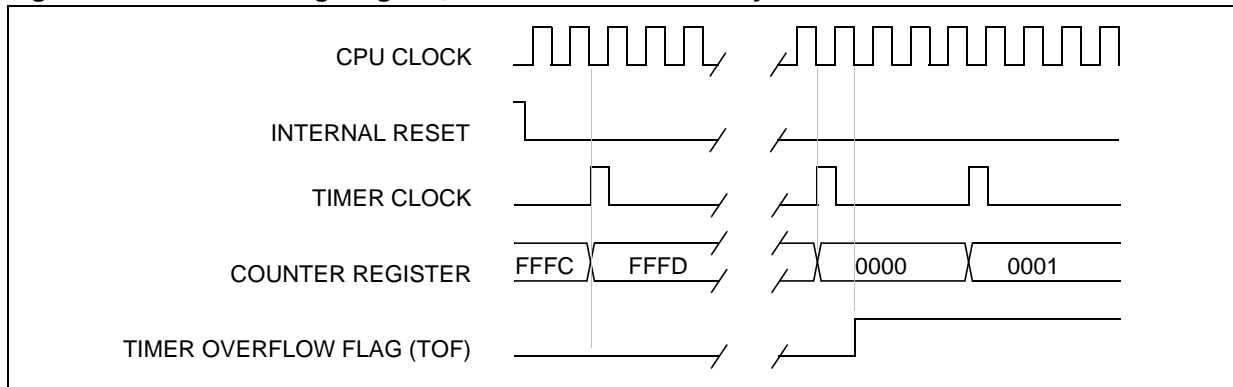 CPU CLOCK
INTERNAL RESET
TIMER CLOCK
COUNTER REGISTER FFFC FFFD 0000 0001
TIMER OVERFLOW FLAG (TOF)